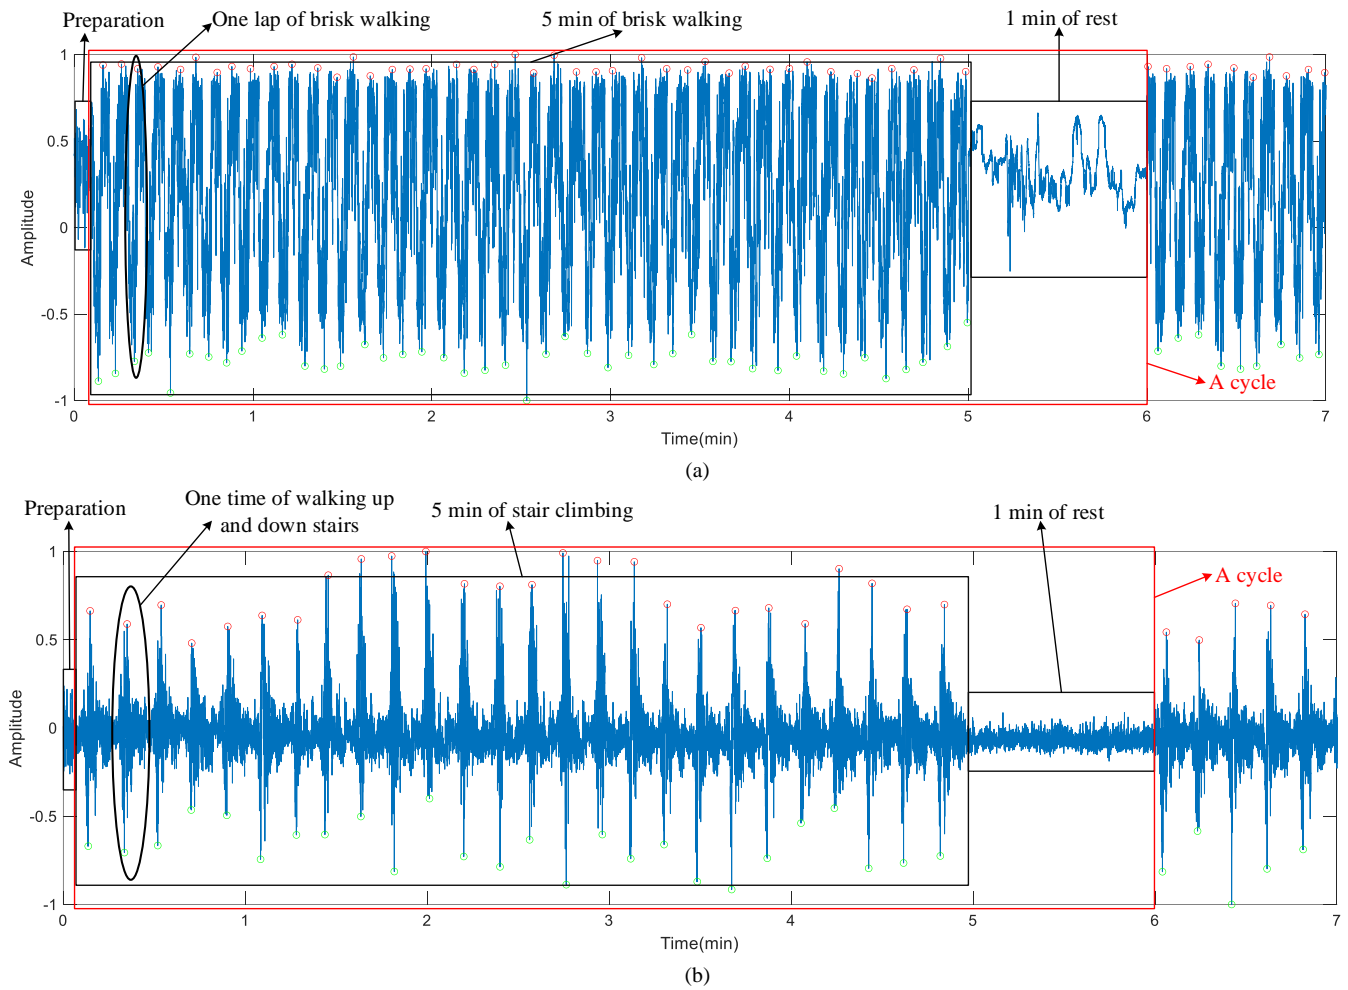 Preparation
One lap of brisk walking
5 min of brisk walking
1 min of rest
1
0.5
0
-0.5
-1
Amplitude
A cycle
0 1 2 3 4 5 6 7
Time(min)
(a)
Preparation
One time of walking up
and down stairs
5 min of stair climbing
1 min of rest
A cycle
1
0.5
0
-0.5
-1
Amplitude
0 1 2 3 4 5 6 7
Time(min)
(b)